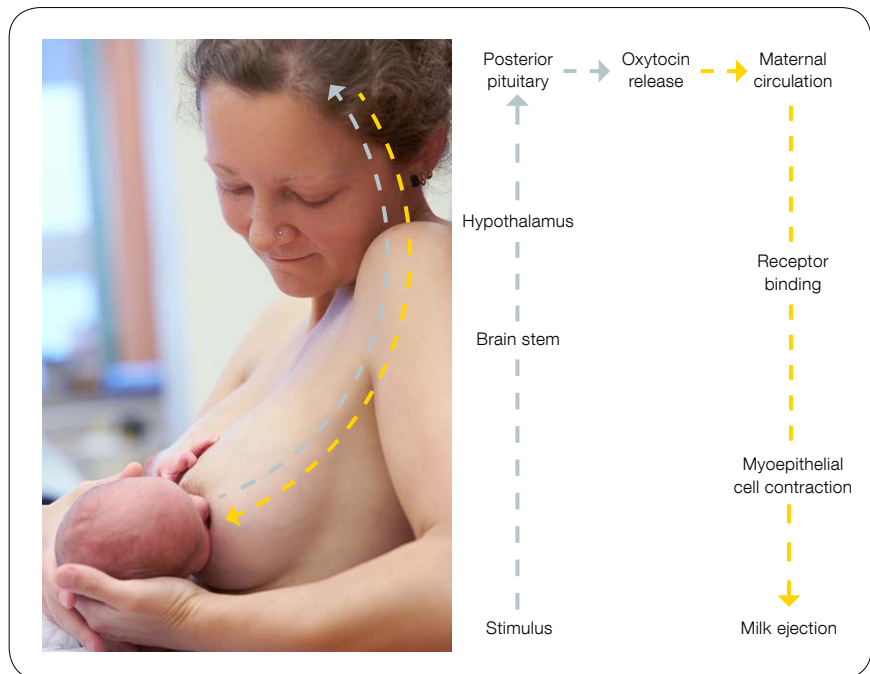 Posterior
pituitary
Oxytocin
release
Maternal
circulation
Hypothalamus
Receptor
binding
Brain stem
Myoepithelial
cell contraction
Stimulus
Milk ejection